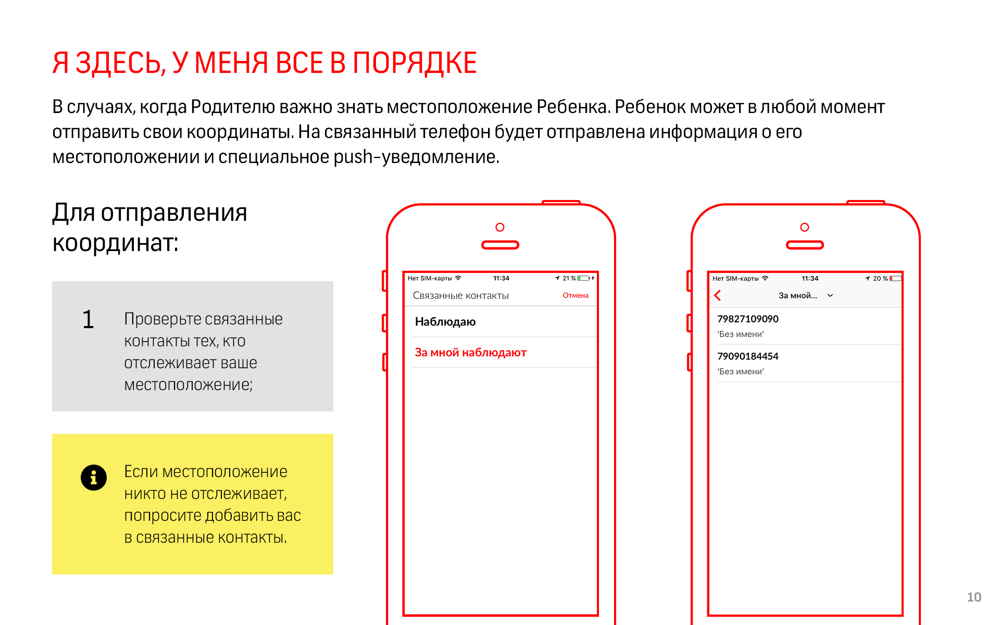 Я ЗДЕСЬ, У МЕНЯ ВСЕ В ПОРЯДКЕ
В случаях, когда Родителю важно знать местоположение Ребенка. Ребенок может в любой момент
отправить свои координаты. На связанный телефон будет отправлена информация о его
местоположении и специальное push-уведомление.
Для отправления
координат:
1
Проверьте связанные
контакты тех, кто
отслеживает ваше
местоположение;
Если местоположение
никто не отслеживает,
попросите добавить вас
в связанные контакты.
Нет SIM-карты 11:34 21 %
Связанные контакты Отмена
Наблюдаю
За мной наблюдают
Нет SIM-карты 11:34 20 %
За мной...
79827109090
'Без имени'
79090184454
'Без имени'
10